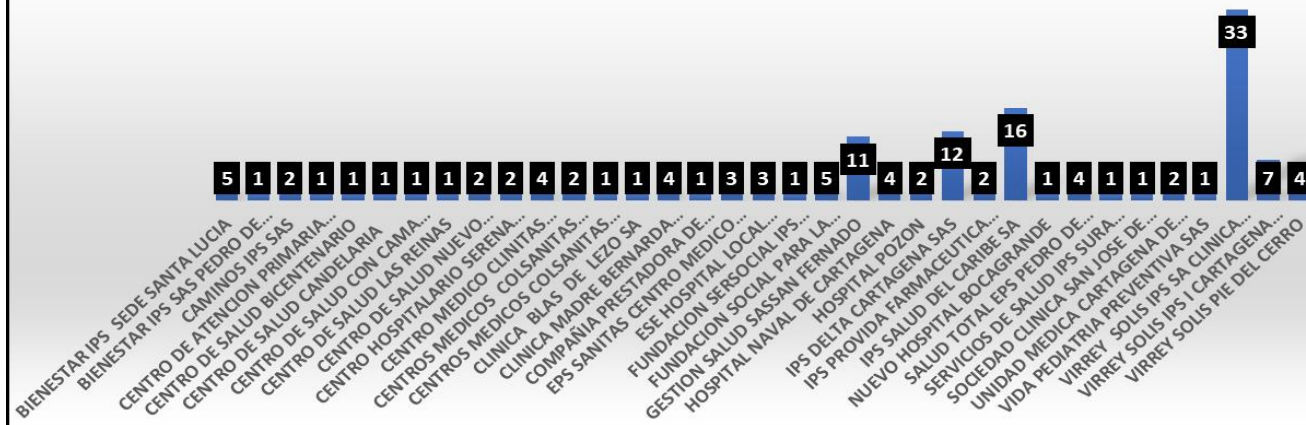 5 1 2 1 1 1 1 1 2 2 4 2 1 1 4 1 3 3 1 5 11 4 2 12 2 16 1 4 1 1 2 1 33 7 4
BIENESTAR IPS SEDE SANTA LUCIA
BIENESTAR IPS SAS PEDRO DE...
CAMINOS IPS SAS
CENTRO DE ATENCION PRIMARIA...
CENTRO DE SALUD BICENTENARIO
CENTRO DE SALUD CANDELARIA
CENTRO DE SALUD CON CAMA...
CENTRO DE SALUD LAS REINAS
CENTRO DE SALUD NUEVO...
CENTRO HOSPITALARIO SERENA...
CENTRO MEDICO CLINITAS...
CENTROS MEDICOS COLSANITAS...
CENTROS MEDICOS COLSANITAS...
CLINICA BLAS DE LEZO SA
CLINICA MADRE BERNARDA...
COMPAÑIA PRESTADORA DE...
EPS SANITAS CENTRO MEDICO...
ESE HOSPITAL LOCAL...
FUNDACION SERSOCIAL IPS...
FUNDACION SOCIAL PARA LA...
GESTION SALUD SASSAN FERNADO
HOSPITAL NAVAL DE CARTAGENA
HOSPITAL POZON
IPS DELTA CARTAGENA SAS
IPS PROVIDA FARMACEUTICA...
IPS SALUD DEL CARIBE SA
NUEVO HOSPITAL BOCAGRANDE
SALUD TOTAL EPS PEDRO DE...
SERVICIOS DE SALUD IPS SURA...
SOCIEDAD CLINICA SAN JOSE DE...
UNIDAD MEDICA CARTAGENA DE...
VIDA PEDIATRIA PREVENTIVA SAS
VIRREY SOLIS IPS SA CLINICA...
VIRREY SOLIS IPS I CARTAGENA...
VIRREY SOLIS PIE DEL CERRO